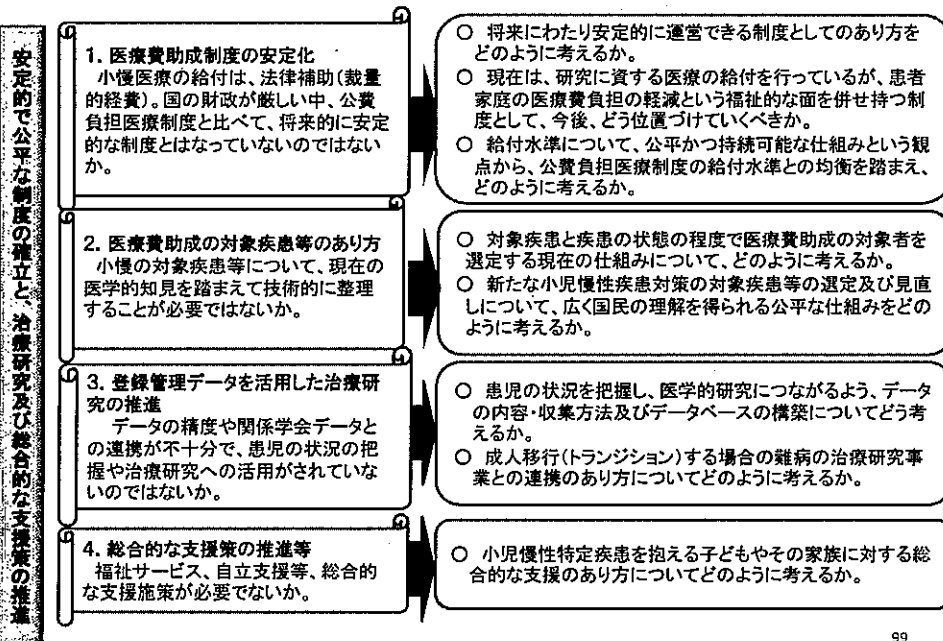 安定的で公平な制度の確立と、治療研究及び総合的な支援策の推進
1. 医療費助成制度の安定化
小慢医療の給付は、法律補助(裁量
的経費)。国の財政が厳しい中、公費
負担医療制度と比べて、将来的に安定
的な制度とはなっていないのではない
か。
○ 将来にわたり安定的に運営できる制度としてのあり方を
どのように考えるか。
○ 現在は、研究に資する医療の給付を行っているが、患者
家庭の医療費負担の軽減という福祉的な面を併せ持つ制
度として、今後、どう位置づけていくべきか。
○ 給付水準について、公平かつ持続可能な仕組みという観
点から、公費負担医療制度の給付水準との均衡を踏まえ、
どのように考えるか。
2. 医療費助成の対象疾患等のあり方
小慢の対象疾患等について、現在の
医学的知見を踏まえて技術的に整理
することが必要ではないか。
○ 対象疾患と疾患の状態の程度で医療費助成の対象者を
選定する現在の仕組みについて、どのように考えるか。
○ 新たな小児慢性疾患対策の対象疾患等の選定及び見直
しについて、広く国民の理解を得られる公平な仕組みをどの
ように考えるか。
3. 登録管理データを活用した治療研
究の推進
データの精度や関係学会データと
の連携が不十分で、患児の状況の把
握や治療研究への活用がされていな
いのではないか。
○ 患児の状況を把握し、医学的研究につながるよう、データ
の内容・収集方法及びデータベースの構築についてどう考
えるか。
○ 成人移行(トランジション)する場合の難病の治療研究事
業との連携のあり方についてどのように考えるか。
4. 総合的な支援策の推進等
福祉サービス、自立支援等、総合的
な支援施策が必要でないか。
○ 小児慢性特定疾患を抱える子どもやその家族に対する総
合的な支援のあり方についてどのように考えるか。
99